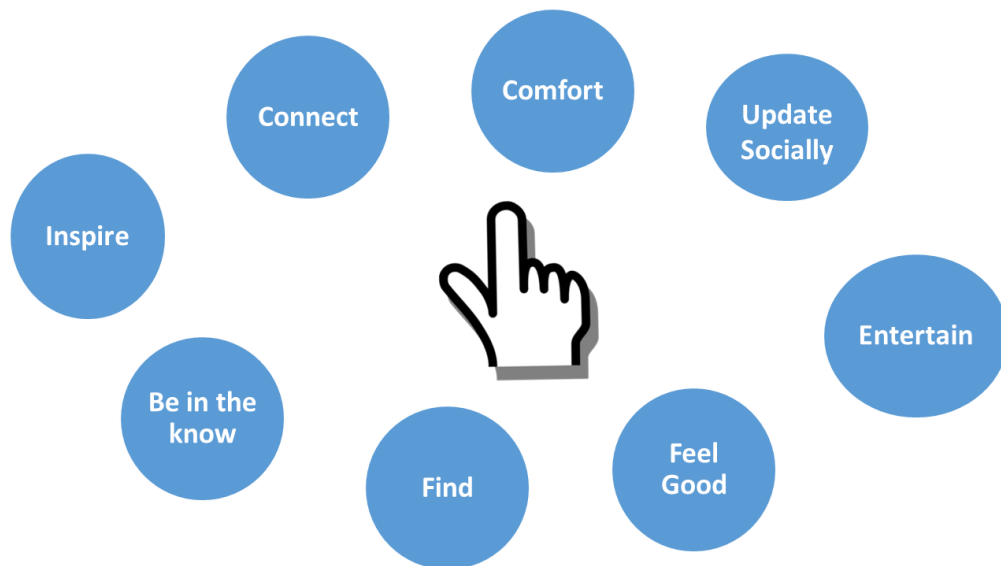 Comfort
Connect
Update
Socially
Inspire
Entertain
Be in the
know
Feel
Good
Find